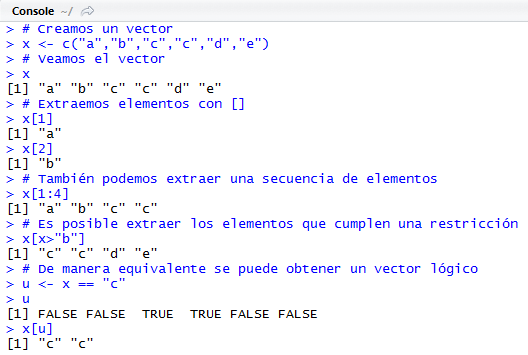 Console ~/
> # Creamos un vector
> x <- c("a","b","c","c","d","e")
> # Veamos el vector
> x
[1] "a" "b" "c" "c" "d" "e"
> # Extraemos elementos con []
> x[1]
[1] "a"
> x[2]
[1] "b"
> # También podemos extraer una secuencia de elementos
> x[1:4]
[1] "a" "b" "c" "c"
> # Es posible extraer los elementos que cumplen una restricción
> x[x>"b"]
[1] "c" "c" "d" "e"
> # De manera equivalente se puede obtener un vector lógico
> u <- x == "c"
> u
[1] FALSE FALSE  TRUE  TRUE FALSE FALSE
> x[u]
[1] "c" "c"